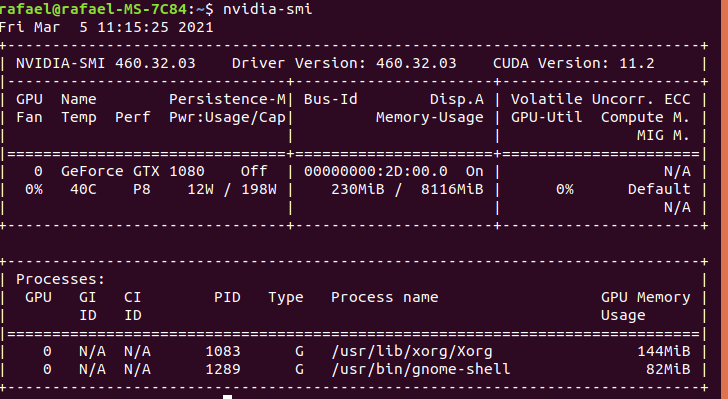 rafael@rafael-MS-7C84:~$ nvidia-smi
Fri Mar  5 11:15:25 2021
+-----------------------------------------------------------------------------+
| NVIDIA-SMI 460.32.03    Driver Version: 460.32.03    CUDA Version: 11.2     |
|-------------------------------+----------------------+----------------------+
| GPU  Name        Persistence-M| Bus-Id        Disp.A | Volatile Uncorr. ECC |
| Fan  Temp  Perf  Pwr:Usage/Cap|         Memory-Usage | GPU-Util  Compute M. |
|                               |                      |               MIG M. |
|===============================+======================+======================|
|   0  GeForce GTX 1080    Off  | 00000000:2D:00.0  On |                  N/A |
|  0%   40C    P8    12W / 198W |    230MiB /  8116MiB |      0%      Default |
|                               |                      |                  N/A |
+-------------------------------+----------------------+----------------------+

+-----------------------------------------------------------------------------+
| Processes:                                                                  |
|  GPU   GI   CI        PID   Type   Process name                  GPU Memory |
|        ID   ID                                                   Usage      |
|=============================================================================|
|    0   N/A  N/A      1083      G   /usr/lib/xorg/Xorg                144MiB |
|    0   N/A  N/A      1289      G   /usr/bin/gnome-shell               82MiB |
+-----------------------------------------------------------------------------+